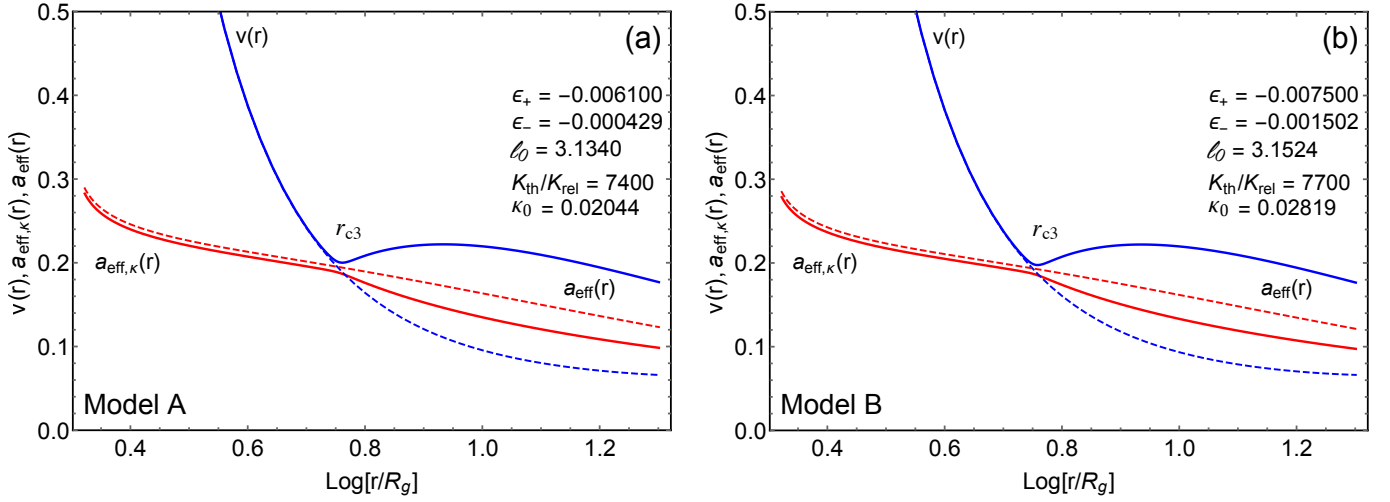 (a)
v(r)
ϵ₊ = −0.006100
ϵ₋ = −0.000429
ℓ₀ = 3.1340
K_th/K_rel = 7400
κ₀ = 0.02044
r_c3
a_eff,κ(r)
a_eff(r)
Model A
v(r), a_eff,κ(r), a_eff(r)
0.5
0.4
0.3
0.2
0.1
0.0
0.4 0.6 0.8 1.0 1.2
Log[r/R_g]
(b)
v(r)
ϵ₊ = −0.007500
ϵ₋ = −0.001502
ℓ₀ = 3.1524
K_th/K_rel = 7700
κ₀ = 0.02819
r_c3
a_eff,κ(r)
a_eff(r)
Model B
v(r), a_eff,κ(r), a_eff(r)
0.5
0.4
0.3
0.2
0.1
0.0
0.4 0.6 0.8 1.0 1.2
Log[r/R_g]